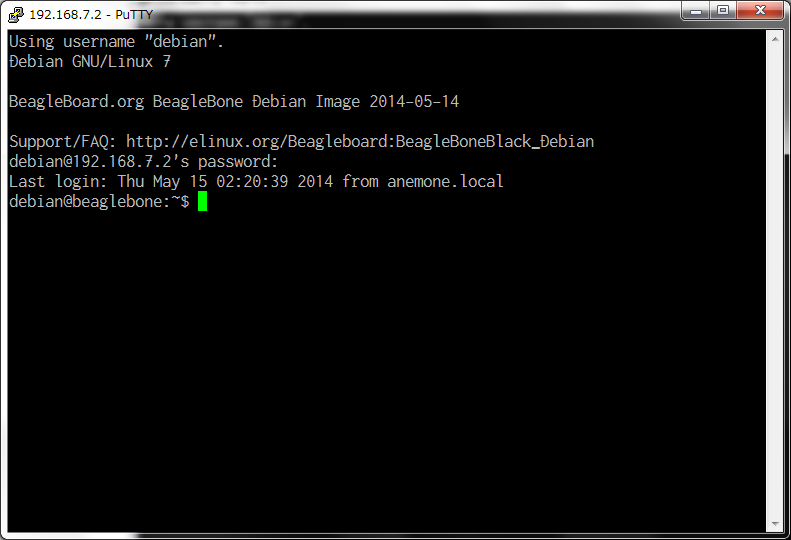 192.168.7.2 - PuTTY
Using username "debian".
Debian GNU/Linux 7
BeagleBoard.org BeagleBone Debian Image 2014-05-14
Support/FAQ: http://elinux.org/Beagleboard:BeagleBoneBlack_Debian
debian@192.168.7.2's password:
Last login: Thu May 15 02:20:39 2014 from anemone.local
debian@beaglebone:~$